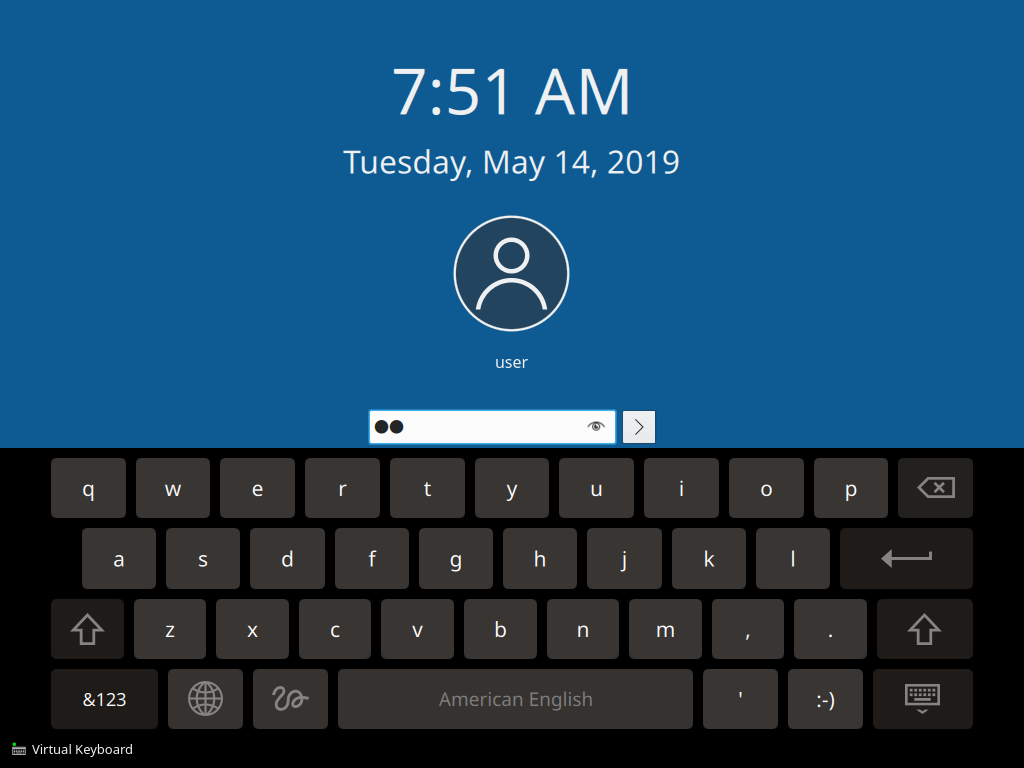 7:51 AM
Tuesday, May 14, 2019
user
q w e r t y u i o p
a s d f g h j k l
z x c v b n m , .
&123 American English ' :-)
Virtual Keyboard